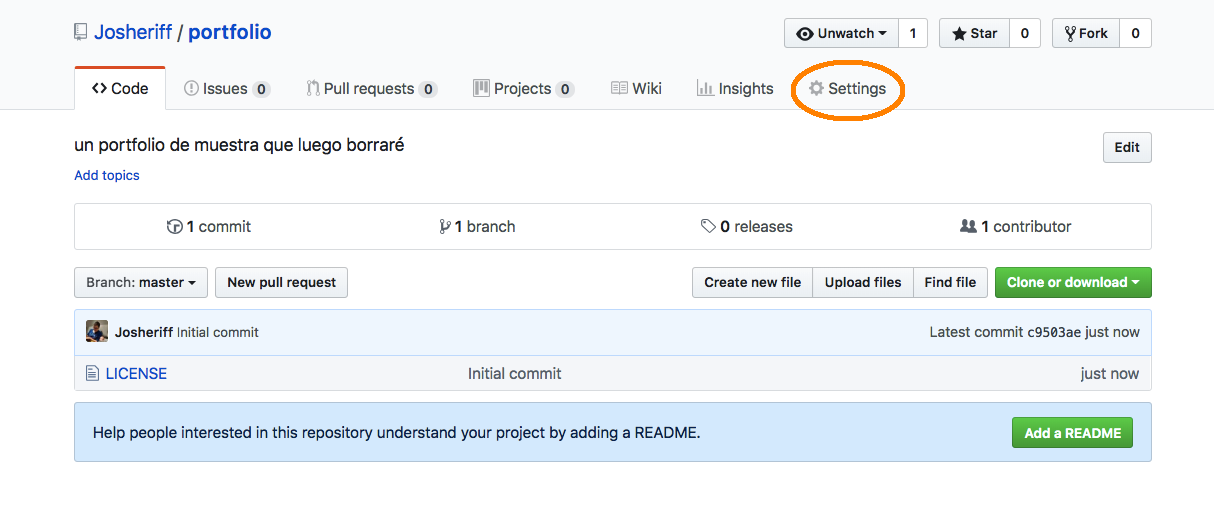 Josheriff / portfolio
Unwatch 1 Star 0 Fork 0
Code Issues 0 Pull requests 0 Projects 0 Wiki Insights Settings
un portfolio de muestra que luego borraré
Edit
Add topics
1 commit 1 branch 0 releases 1 contributor
Branch: master New pull request Create new file Upload files Find file Clone or download
Josheriff Initial commit Latest commit c9503ae just now
LICENSE Initial commit just now
Help people interested in this repository understand your project by adding a README. Add a README